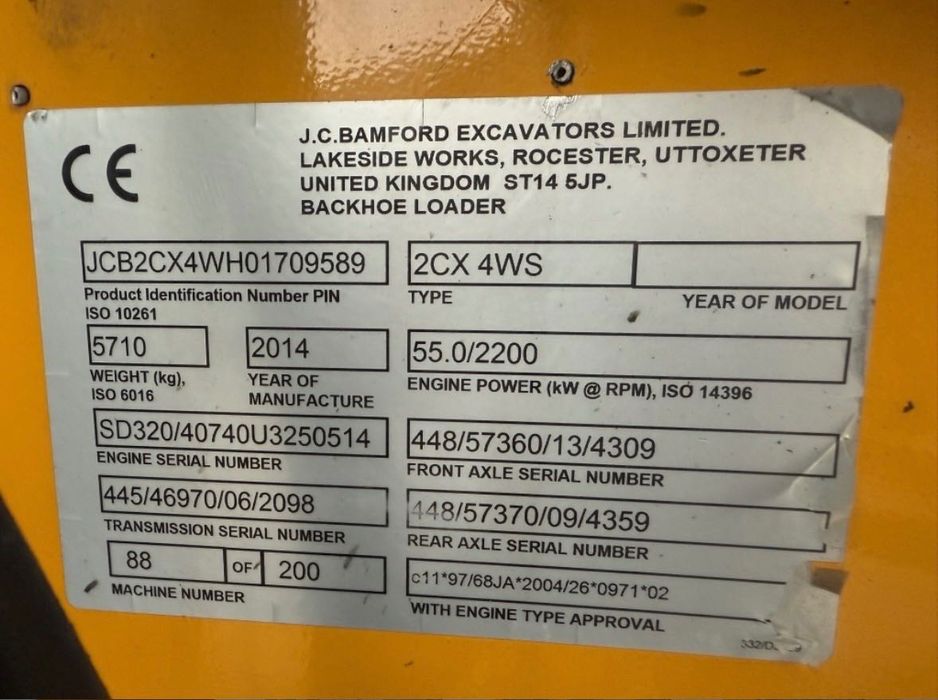 CE
J.C.BAMFORD EXCAVATORS LIMITED.
LAKESIDE WORKS, ROCESTER, UTTOXETER
UNITED KINGDOM ST14 5JP.
BACKHOE LOADER
JCB2CX4WH01709589
Product Identification Number PIN
ISO 10261
2CX 4WS
TYPE
YEAR OF MODEL
5710
WEIGHT (kg),
ISO 6016
2014
YEAR OF
MANUFACTURE
55.0/2200
ENGINE POWER (kW @ RPM), ISO 14396
SD320/40740U3250514
ENGINE SERIAL NUMBER
448/57360/13/4309
FRONT AXLE SERIAL NUMBER
445/46970/06/2098
TRANSMISSION SERIAL NUMBER
448/57370/09/4359
REAR AXLE SERIAL NUMBER
88 OF 200
MACHINE NUMBER
c11*97/68JA*2004/26*0971*02
WITH ENGINE TYPE APPROVAL